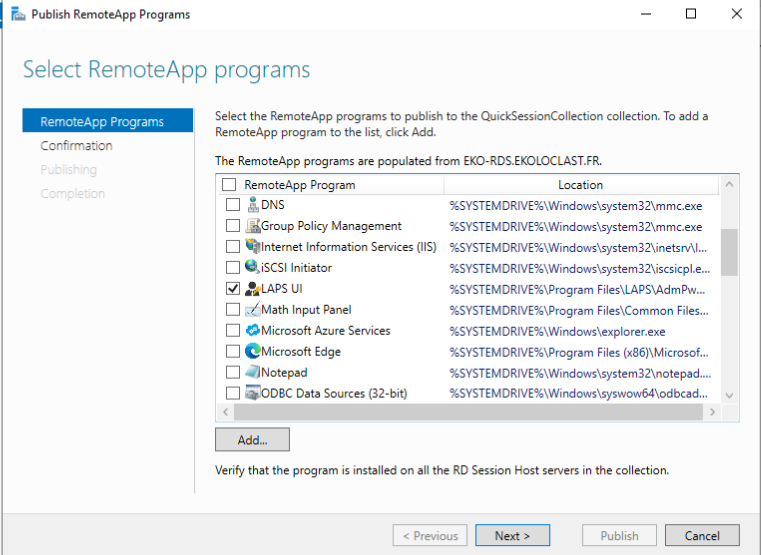 Publish RemoteApp Programs
Select RemoteApp programs
RemoteApp Programs
Confirmation
Publishing
Completion
Select the RemoteApp programs to publish to the QuickSessionCollection collection. To add a
RemoteApp program to the list, click Add.
The RemoteApp programs are populated from EKO-RDS.EKOLOCLAST.FR.
RemoteApp Program Location
DNS %SYSTEMDRIVE%\Windows\system32\mmc.exe
Group Policy Management %SYSTEMDRIVE%\Windows\system32\mmc.exe
Internet Information Services (IIS) %SYSTEMDRIVE%\Windows\system32\inetsrv\I...
iSCSI Initiator %SYSTEMDRIVE%\Windows\system32\iscsicpl.e...
LAPS UI %SYSTEMDRIVE%\Program Files\LAPS\AdmPw...
Math Input Panel %SYSTEMDRIVE%\Program Files\Common Files...
Microsoft Azure Services %SYSTEMDRIVE%\Windows\explorer.exe
Microsoft Edge %SYSTEMDRIVE%\Program Files (x86)\Microsof...
Notepad %SYSTEMDRIVE%\Windows\system32\notepad....
ODBC Data Sources (32-bit) %SYSTEMDRIVE%\Windows\syswow64\odbcad...
Add...
Verify that the program is installed on all the RD Session Host servers in the collection.
< Previous Next > Publish Cancel